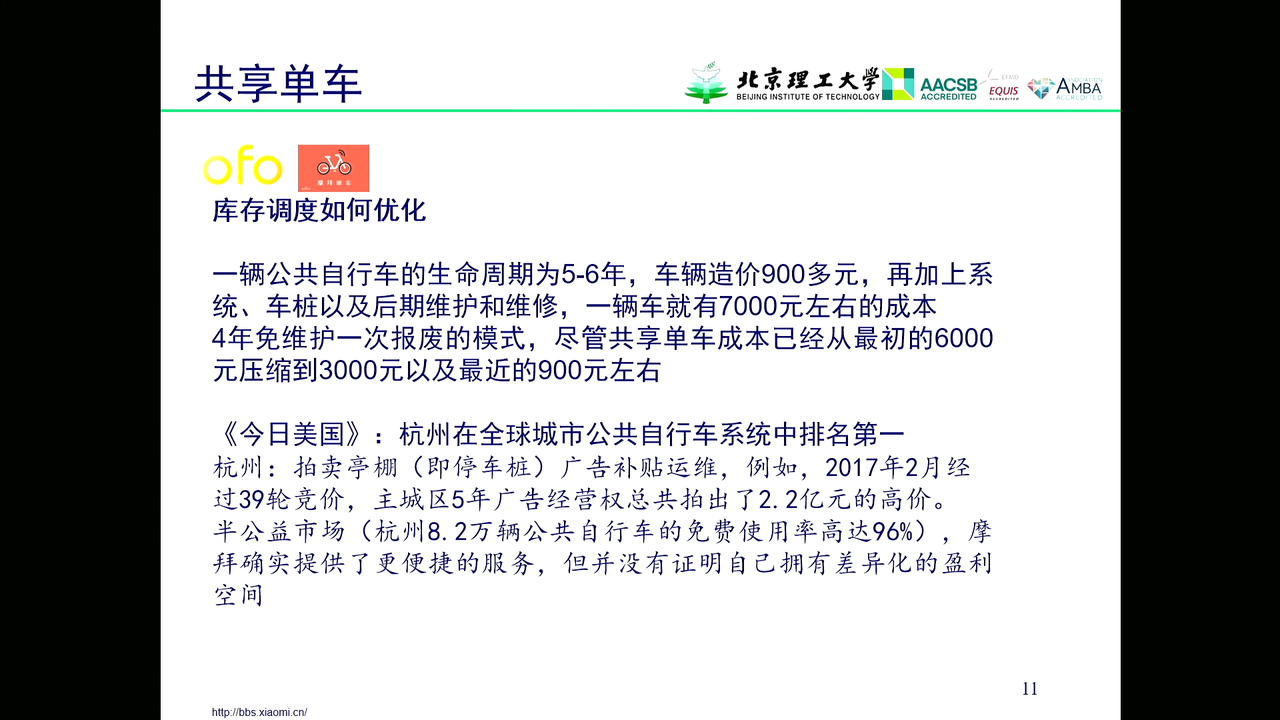 共享单车
北京理工大学
BEIJING INSTITUTE OF TECHNOLOGY
AACSB
ACCREDITED
EFMD
EQUIS
ACCREDITED
ASSOCIATION
AMBA
ACCREDITED
ofo
摩拜单车
库存调度如何优化
一辆公共自行车的生命周期为5-6年，车辆造价900多元，再加上系
统、车桩以及后期维护和维修，一辆车就有7000元左右的成本
4年免维护一次报废的模式，尽管共享单车成本已经从最初的6000
元压缩到3000元以及最近的900元左右
《今日美国》：杭州在全球城市公共自行车系统中排名第一
杭州：拍卖亭棚（即停车桩）广告补贴运维，例如，2017年2月经
过39轮竞价，主城区5年广告经营权总共拍出了2.2亿元的高价。
半公益市场（杭州8.2万辆公共自行车的免费使用率高达96%），摩
拜确实提供了更便捷的服务，但并没有证明自己拥有差异化的盈利
空间
11
http://bbs.xiaomi.cn/